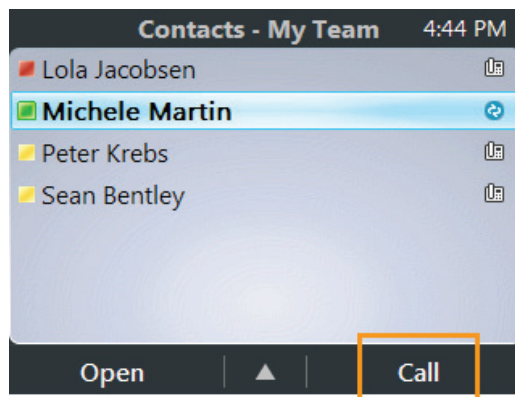 Contacts - My Team 4:44 PM
Lola Jacobsen
Michele Martin
Peter Krebs
Sean Bentley
Open Call